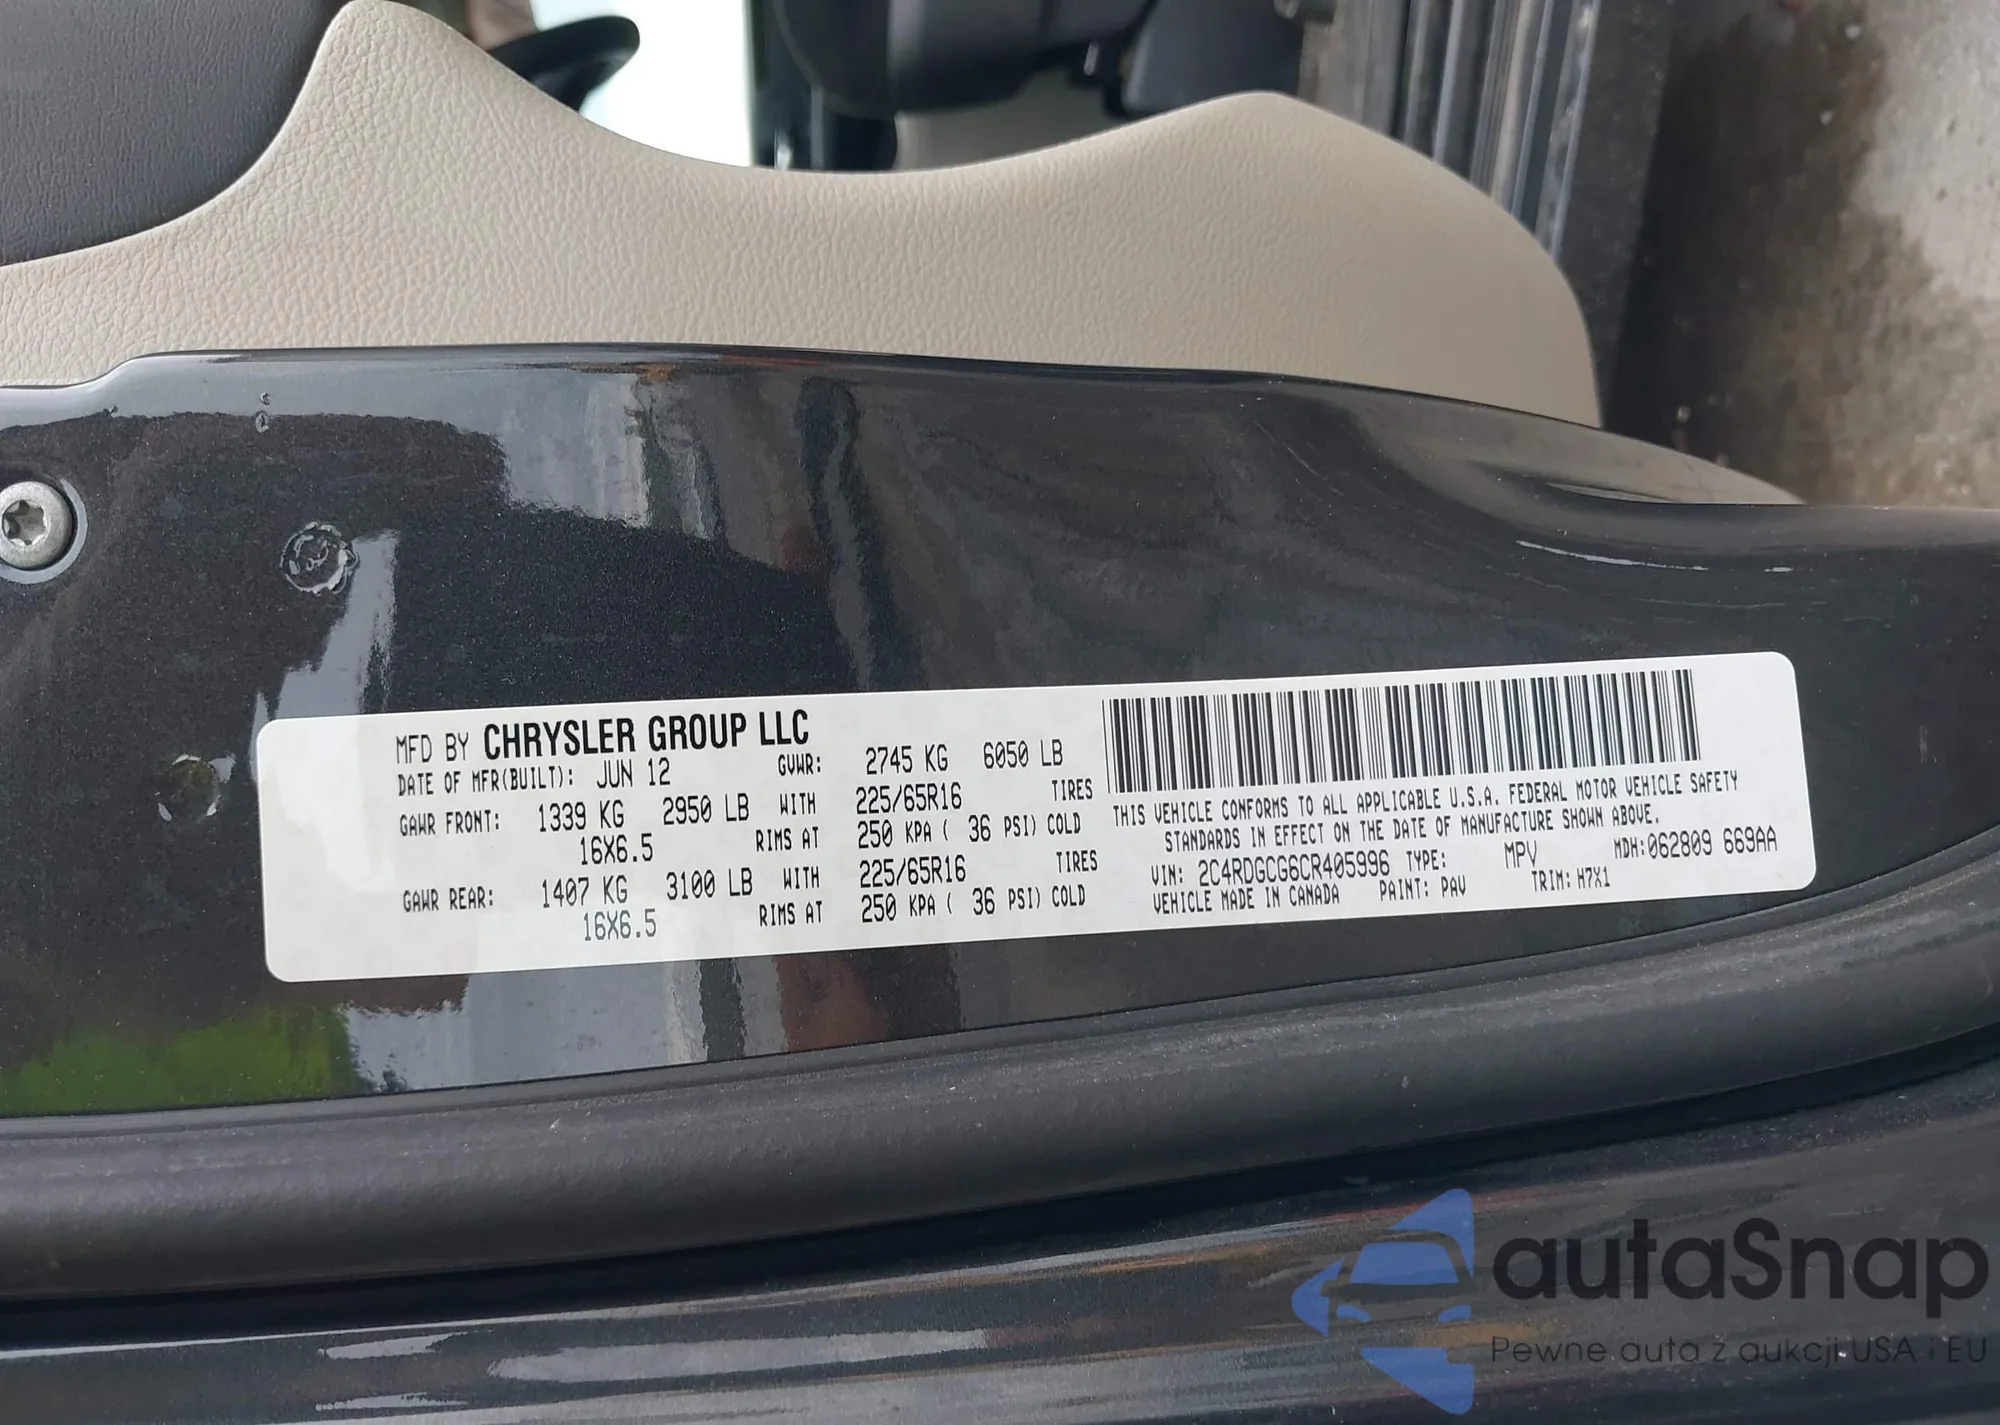 MFD BY CHRYSLER GROUP LLC
DATE OF MFR(BUILT): JUN 12 GVWR: 2745 KG 6050 LB
GAWR FRONT: 1339 KG 2950 LB WITH 225/65R16 TIRES
16X6.5 RIMS AT 250 KPA ( 36 PSI) COLD
GAWR REAR: 1407 KG 3100 LB WITH 225/65R16 TIRES
16X6.5 RIMS AT 250 KPA ( 36 PSI) COLD
THIS VEHICLE CONFORMS TO ALL APPLICABLE U.S.A. FEDERAL MOTOR VEHICLE SAFETY
STANDARDS IN EFFECT ON THE DATE OF MANUFACTURE SHOWN ABOVE.
VIN: 2C4RDGCG6CR405996 TYPE: MPV MDH:062809 669AA
VEHICLE MADE IN CANADA PAINT: PAV TRIM: H7X1
autaSnap
Pewne auta z aukcji USA i EU